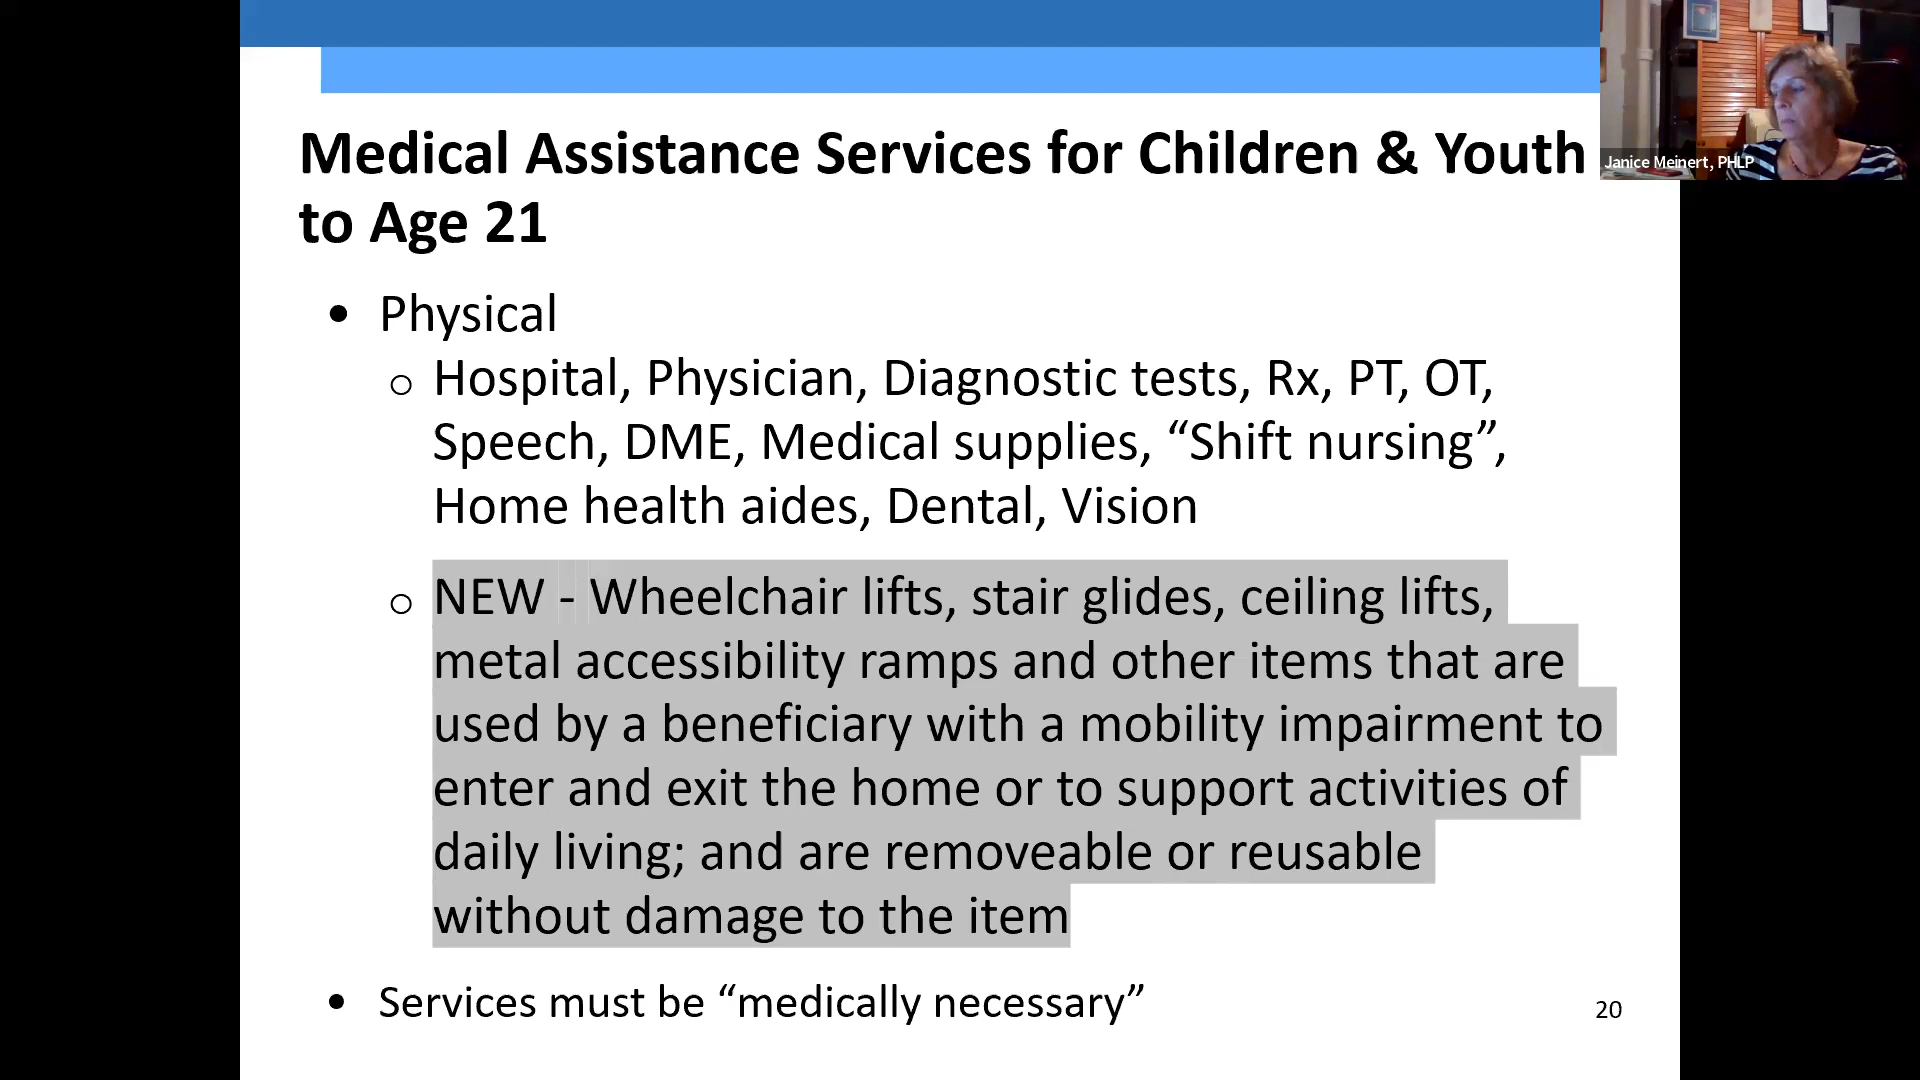 Medical Assistance Services for Children & Youth
to Age 21
Janice Meinert, PHLP
• Physical
o Hospital, Physician, Diagnostic tests, Rx, PT, OT,
Speech, DME, Medical supplies, “Shift nursing”,
Home health aides, Dental, Vision
o NEW - Wheelchair lifts, stair glides, ceiling lifts,
metal accessibility ramps and other items that are
used by a beneficiary with a mobility impairment to
enter and exit the home or to support activities of
daily living; and are removeable or reusable
without damage to the item
• Services must be “medically necessary”
20